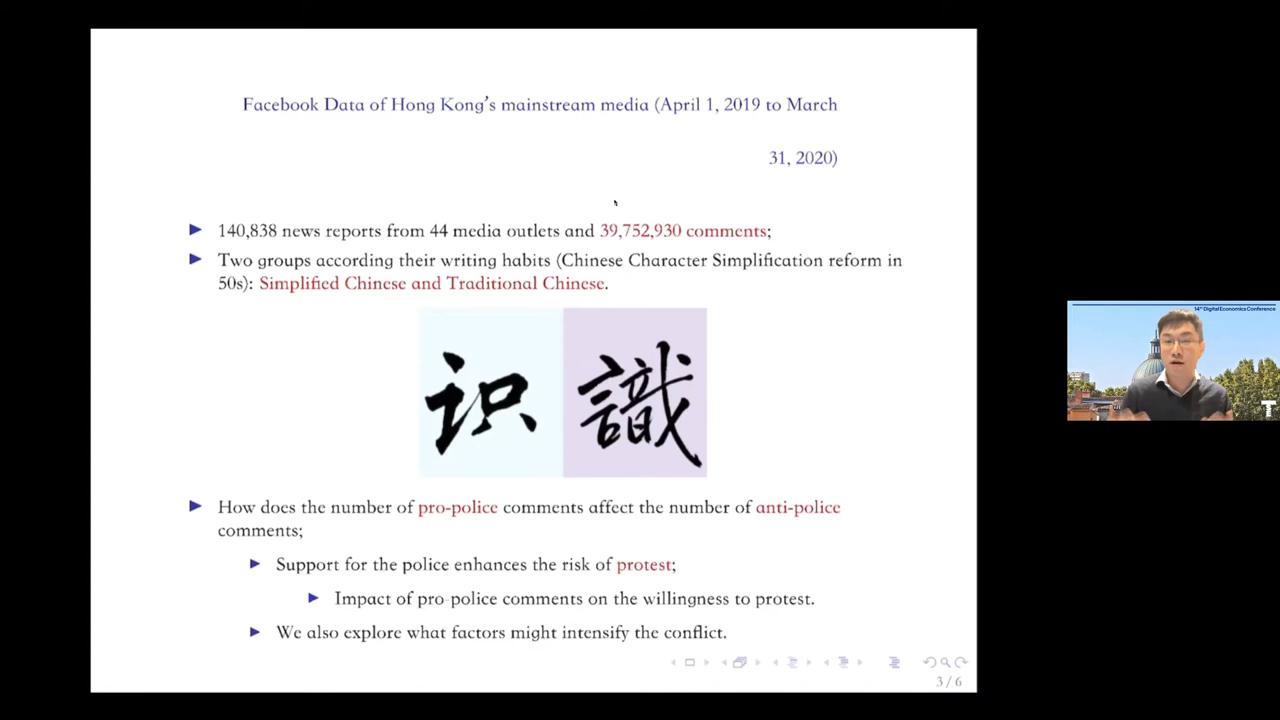 Facebook Data of Hong Kong's mainstream media (April 1, 2019 to March
31, 2020)
140,838 news reports from 44 media outlets and 39,752,930 comments;
Two groups according their writing habits (Chinese Character Simplification reform in
50s): Simplified Chinese and Traditional Chinese.
识 識
How does the number of pro-police comments affect the number of anti-police
comments;
Support for the police enhances the risk of protest;
Impact of pro-police comments on the willingness to protest.
We also explore what factors might intensify the conflict.
3 / 6
14th Digital Economics Conference
T